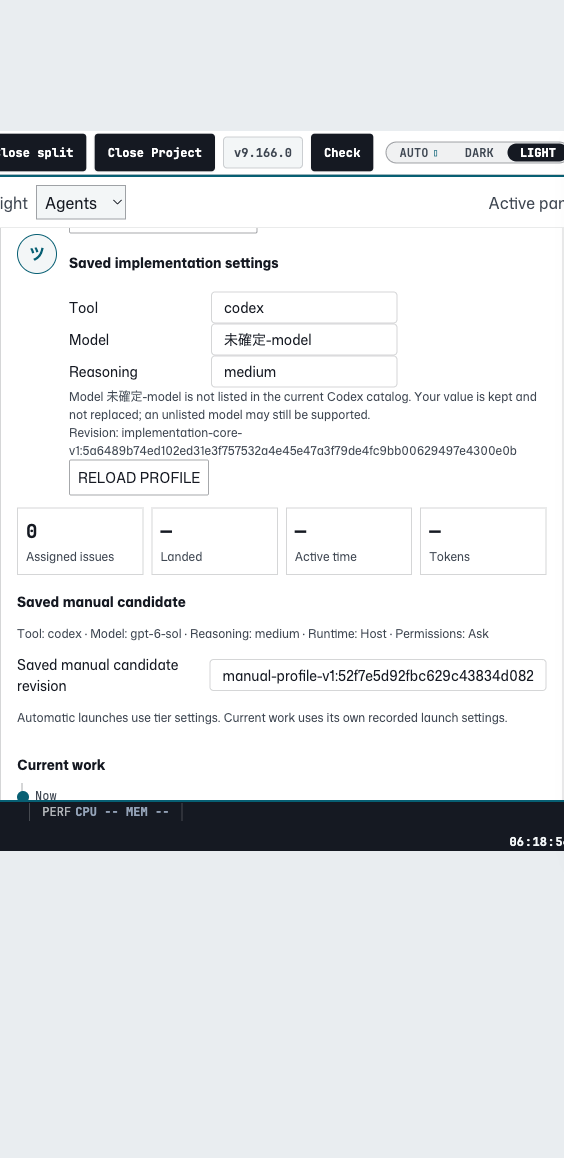 lose split Close Project v9.166.0 Check AUTO DARK LIGHT
ight Agents Active pan
ツ
Saved implementation settings
Tool codex
Model 未確定-model
Reasoning medium
Model 未確定-model is not listed in the current Codex catalog. Your value is kept and
not replaced; an unlisted model may still be supported.
Revision: implementation-core-
v1:5a6489b74ed102ed31e3f757532a4e45e47a3f79de4fc9bb00629497e4300e0b
RELOAD PROFILE
0 — — —
Assigned issues Landed Active time Tokens
Saved manual candidate
Tool: codex · Model: gpt-6-sol · Reasoning: medium · Runtime: Host · Permissions: Ask
Saved manual candidate
revision
manual-profile-v1:52f7e5d92fbc629c43834d082
Automatic launches use tier settings. Current work uses its own recorded launch settings.
Current work
Now
PERF CPU -- MEM --
06:18:5